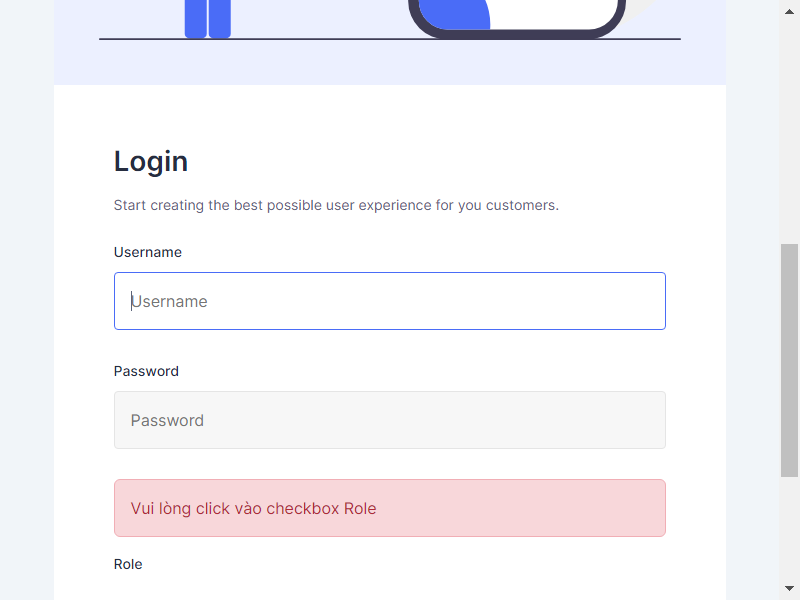 Login
Start creating the best possible user experience for you customers.
Username
Username
Password
Password
Vui lòng click vào checkbox Role
Role